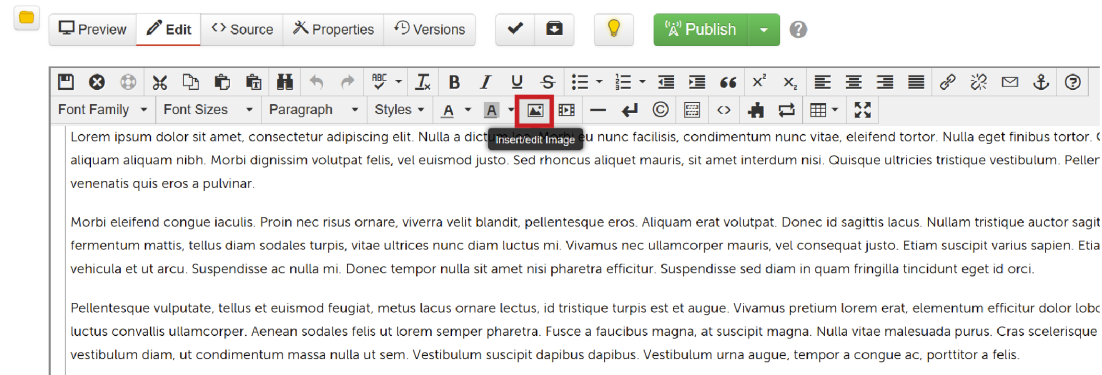 Preview Edit Source Properties Versions Publish
ABC
Font Family Font Sizes Paragraph Styles A A
Lorem ipsum dolor sit amet, consectetur adipiscing elit. Nulla a dictum eu nunc facilisis, condimentum nunc vitae, eleifend tortor. Nulla eget finibus tortor.
Insert/edit Image
aliquam aliquam nibh. Morbi dignissim volutpat felis, vel euismod justo. Sed rhoncus aliquet mauris, sit amet interdum nisi. Quisque ultricies tristique vestibulum. Peller
venenatis quis eros a pulvinar.
Morbi eleifend congue iaculis. Proin nec risus ornare, viverra velit blandit, pellentesque eros. Aliquam erat volutpat. Donec id sagittis lacus. Nullam tristique auctor sagit
fermentum mattis, tellus diam sodales turpis, vitae ultrices nunc diam luctus mi. Vivamus nec ullamcorper mauris, vel consequat justo. Etiam suscipit varius sapien. Etia
vehicula et ut arcu. Suspendisse ac nulla mi. Donec tempor nulla sit amet nisi pharetra efficitur. Suspendisse sed diam in quam fringilla tincidunt eget id orci.
Pellentesque vulputate, tellus et euismod feugiat, metus lacus ornare lectus, id tristique turpis est et augue. Vivamus pretium lorem erat, elementum efficitur dolor lobo
luctus convallis ullamcorper. Aenean sodales felis ut lorem semper pharetra. Fusce a faucibus magna, at suscipit magna. Nulla vitae malesuada purus. Cras scelerisque
vestibulum diam, ut condimentum massa nulla ut sem. Vestibulum suscipit dapibus dapibus. Vestibulum urna augue, tempor a congue ac, porttitor a felis.